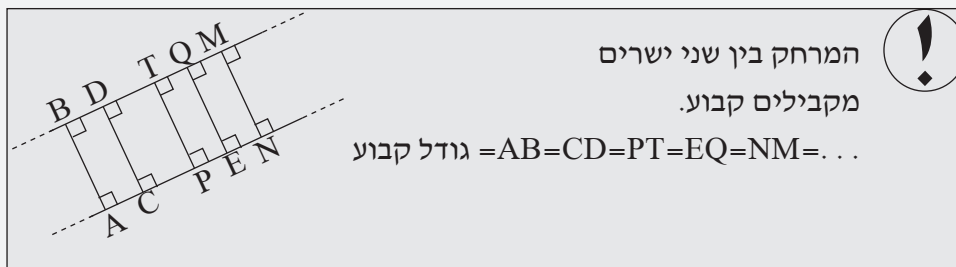 !
המרחק בין שני ישרים
מקבילים קבוע.
גודל קבוע =AB=CD=PT=EQ=NM=. . .
B D T Q M
A C P E N